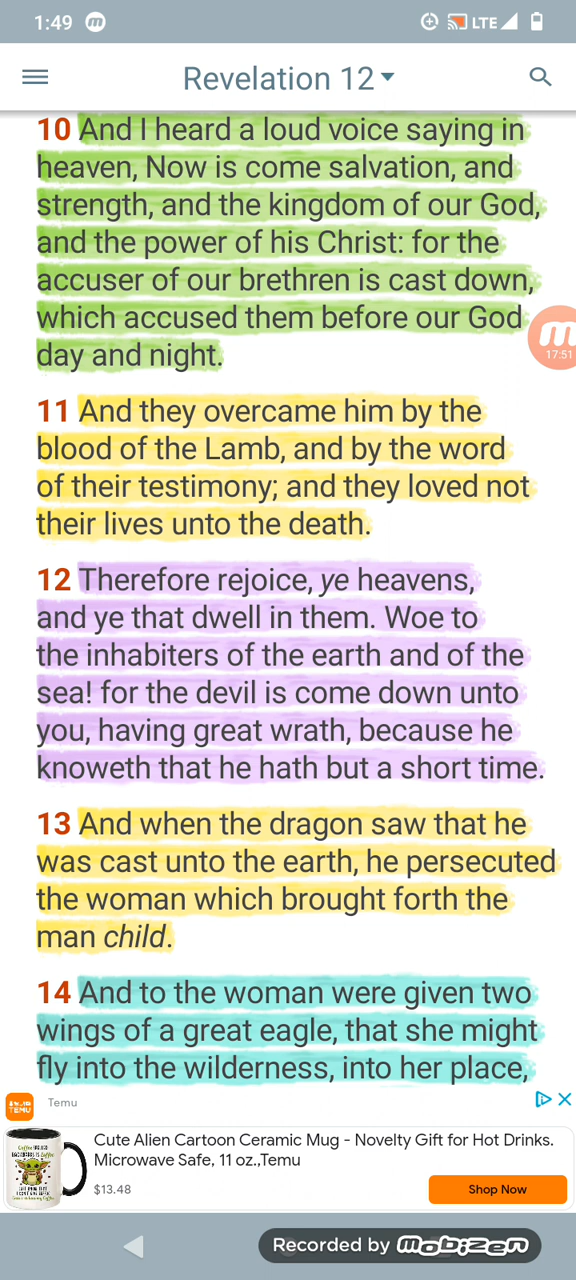 1:49
LTE
Revelation 12
10 And I heard a loud voice saying in
heaven, Now is come salvation, and
strength, and the kingdom of our God,
and the power of his Christ: for the
accuser of our brethren is cast down,
which accused them before our God
day and night.
17:51
11 And they overcame him by the
blood of the Lamb, and by the word
of their testimony; and they loved not
their lives unto the death.
12 Therefore rejoice, ye heavens,
and ye that dwell in them. Woe to
the inhabiters of the earth and of the
sea! for the devil is come down unto
you, having great wrath, because he
knoweth that he hath but a short time.
13 And when the dragon saw that he
was cast unto the earth, he persecuted
the woman which brought forth the
man child.
14 And to the woman were given two
wings of a great eagle, that she might
fly into the wilderness, into her place,
TEMU
Temu
Cute Alien Cartoon Ceramic Mug - Novelty Gift for Hot Drinks.
Microwave Safe, 11 oz.,Temu
$13.48
Shop Now
Recorded by mobizen